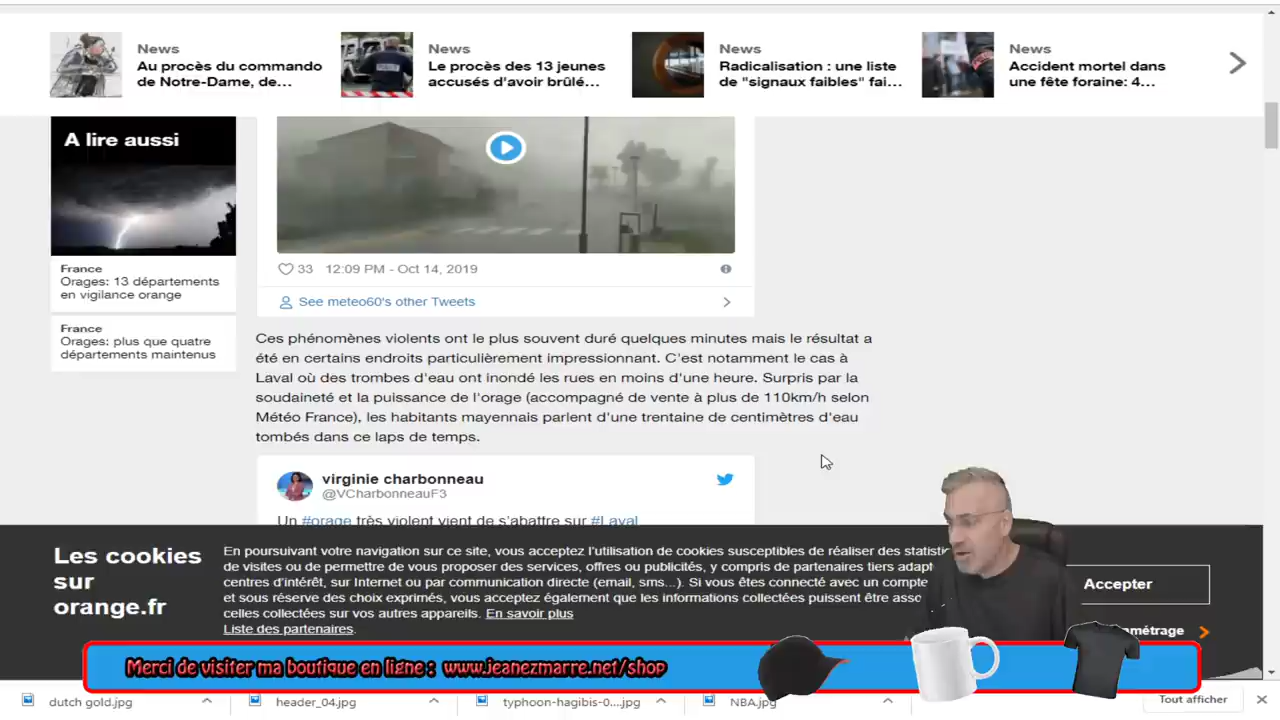 News
Au procès du commando
de Notre-Dame, de...
News
Le procès des 13 jeunes
accusés d'avoir brûlé...
News
Radicalisation : une liste
de "signaux faibles" fai...
News
Accident mortel dans
une fête foraine: 4...
A lire aussi
France
Orages: 13 départements
en vigilance orange
France
Orages: plus que quatre
départements maintenus
33 12:09 PM - Oct 14, 2019
See meteo60's other Tweets
Ces phénomènes violents ont le plus souvent duré quelques minutes mais le résultat a
été en certains endroits particulièrement impressionnant. C'est notamment le cas à
Laval où des trombes d'eau ont inondé les rues en moins d'une heure. Surpris par la
soudaineté et la puissance de l'orage (accompagné de vente à plus de 110km/h selon
Météo France), les habitants mayennais parlent d'une trentaine de centimètres d'eau
tombés dans ce laps de temps.
virginie charbonneau
@VCharbonneauF3
Un #orage très violent vient de s'abattre sur #Laval
Les cookies
sur
orange.fr
En poursuivant votre navigation sur ce site, vous acceptez l'utilisation de cookies susceptibles de réaliser des statisti
de visites ou de permettre de vous proposer des services, offres ou publicités, y compris de partenaires tiers adapt
centres d'intérêt, sur Internet ou par communication directe (email, sms...). Si vous êtes connecté avec un compte
et sous réserve des choix exprimés, vous acceptez également que les informations collectées puissent être asso
celles collectées sur vos autres appareils. En savoir plus
Liste des partenaires.
Accepter
métrage
Merci de visiter ma boutique en ligne : www.jeanezmarre.net/shop
dutch gold.jpg
header_04.jpg
typhoon-hagibis-0....jpg
NBA.jpg
Tout afficher